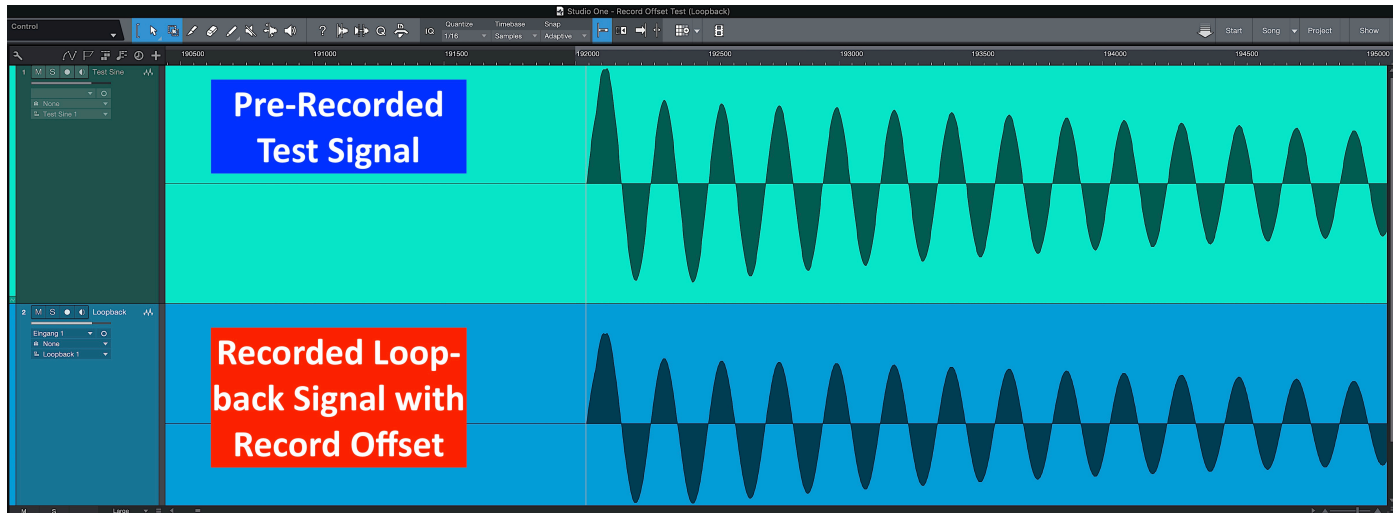 Studio One - Record Offset Test (Loopback)
Control
Quantize Timebase Snap
? Q IQ 1/16 Samples Adaptive
Start Song Project Show
190500 191000 191500 192000 192500 193000 193500 194000 194500 195000
1 M S Test Sine
None
Test Sine 1
Pre-Recorded
Test Signal
2 M S Loopback
Eingang 1
None
Loopback 1
Recorded Loop-
back Signal with
Record Offset
M S Large